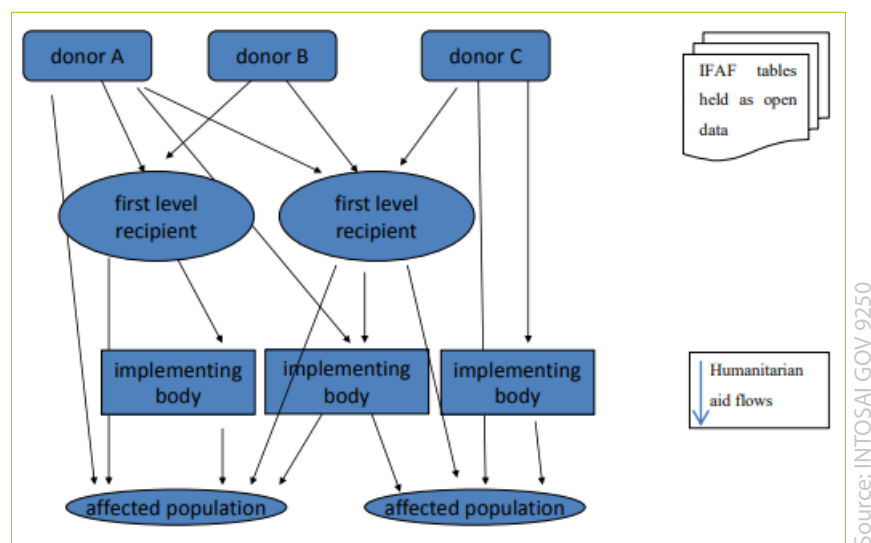 donor A
donor B
donor C
IFAF tables
held as open
data
first level
recipient
first level
recipient
implementing
body
implementing
body
implementing
body
Humanitarian
aid flows
affected population
affected population
Source: INTOSAI GOV 9250